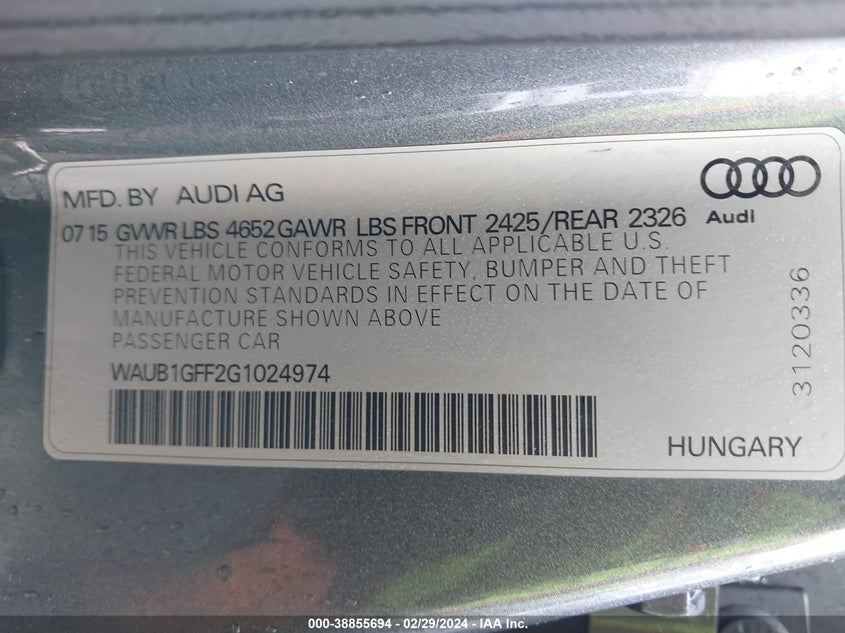 MFD. BY AUDI AG
Audi
07 15 GVWR LBS 4652 GAWR LBS FRONT 2425/REAR 2326
THIS VEHICLE CONFORMS TO ALL APPLICABLE U.S.
FEDERAL MOTOR VEHICLE SAFETY, BUMPER AND THEFT
PREVENTION STANDARDS IN EFFECT ON THE DATE OF
MANUFACTURE SHOWN ABOVE
PASSENGER CAR
WAUB1GFF2G1024974
3120336
HUNGARY
000-38855694 - 02/29/2024 - IAA Inc.